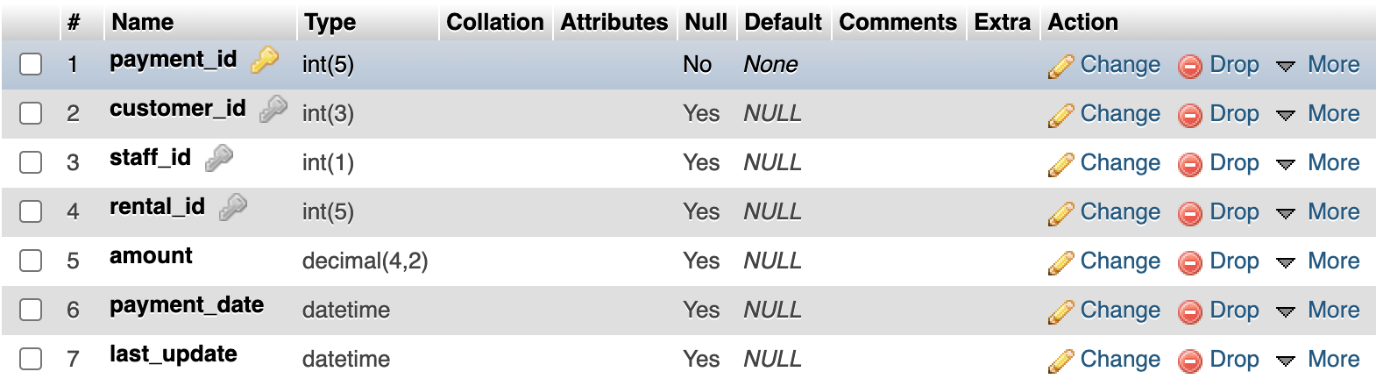 # Name Type Collation Attributes Null Default Comments Extra Action
1 payment_id int(5) No None Change Drop More
2 customer_id int(3) Yes NULL Change Drop More
3 staff_id int(1) Yes NULL Change Drop More
4 rental_id int(5) Yes NULL Change Drop More
5 amount decimal(4,2) Yes NULL Change Drop More
6 payment_date datetime Yes NULL Change Drop More
7 last_update datetime Yes NULL Change Drop More